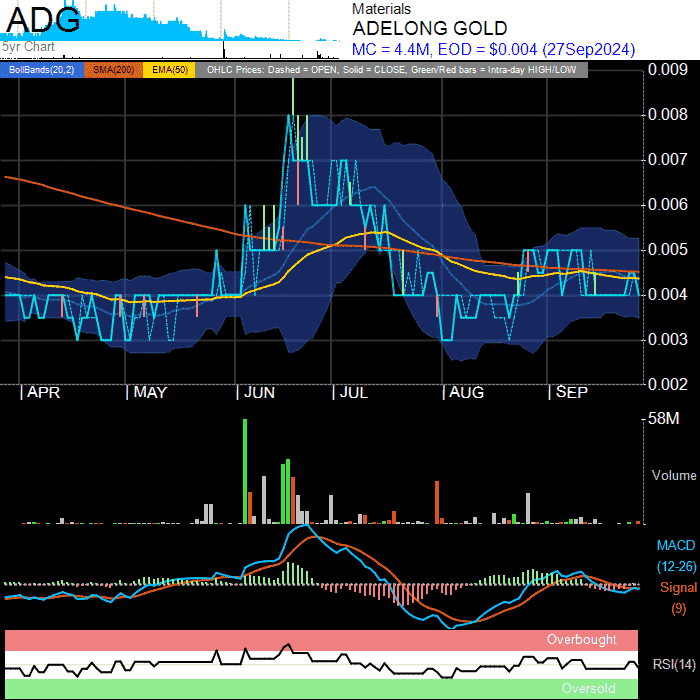 ADG
5yr Chart
Materials
ADELONG GOLD
MC = 4.4M, EOD = $0.004 (27Sep2024)
BollBands(20,2) SMA(200) EMA(50) OHLC Prices: Dashed = OPEN, Solid = CLOSE, Green/Red bars = Intra-day HIGH/LOW
0.009
0.008
0.007
0.006
0.005
0.004
0.003
0.002
APR MAY JUN JUL AUG SEP
58M
Volume
MACD
(12-26)
Signal
(9)
Overbought
RSI(14)
Oversold